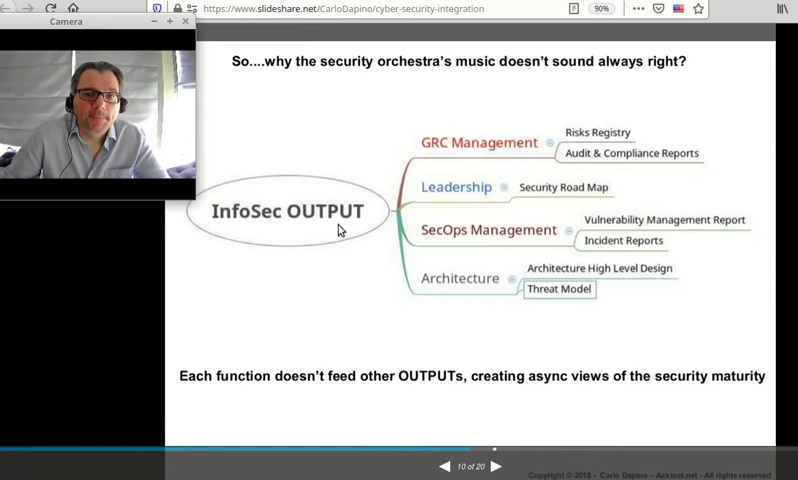 https://www.slideshare.net/CarloDapino/cyber-security-integration
90%
Camera
So....why the security orchestra's music doesn't sound always right?
InfoSec OUTPUT
GRC Management
Risks Registry
Audit & Compliance Reports
Leadership
Security Road Map
SecOps Management
Vulnerability Management Report
Incident Reports
Architecture
Architecture High Level Design
Threat Model
Each function doesn't feed other OUTPUTs, creating async views of the security maturity
10 of 20
Copyright © 2018 - Carlo Dapino - Acklost.net - All rights reserved